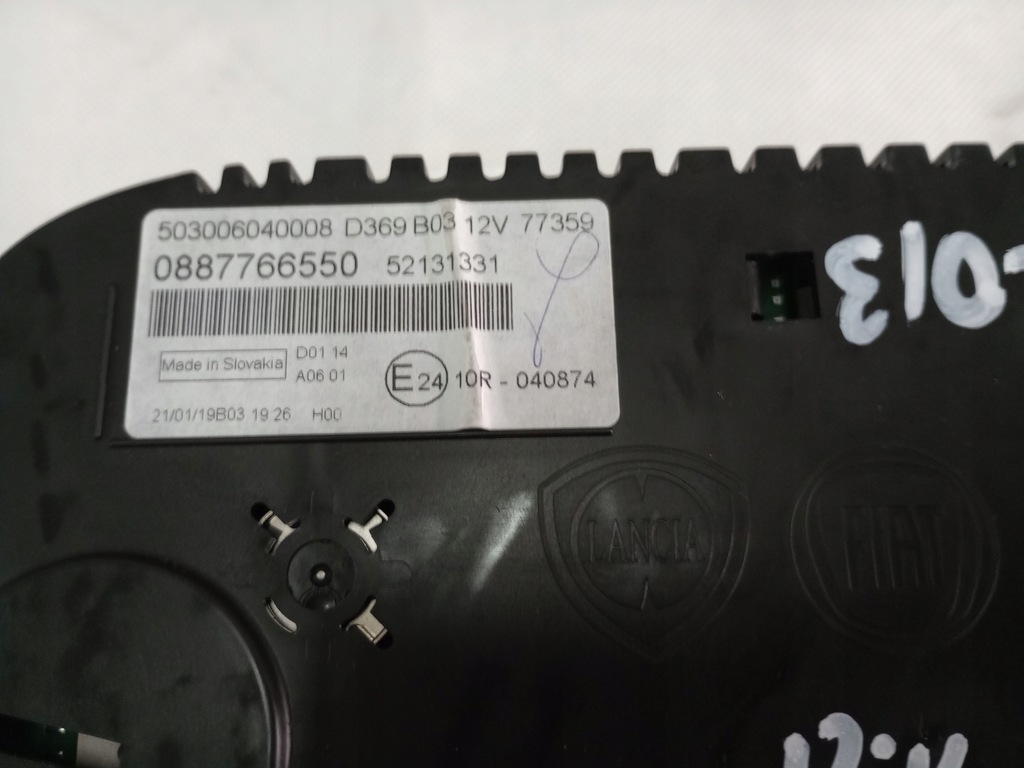 503006040008 D369 B03 12V 77359
0887766550 52131331
Made in Slovakia
D01 14
A06 01
E24 10R - 040874
21/01/19B03 19 26 H00
LANCIA
FIAT